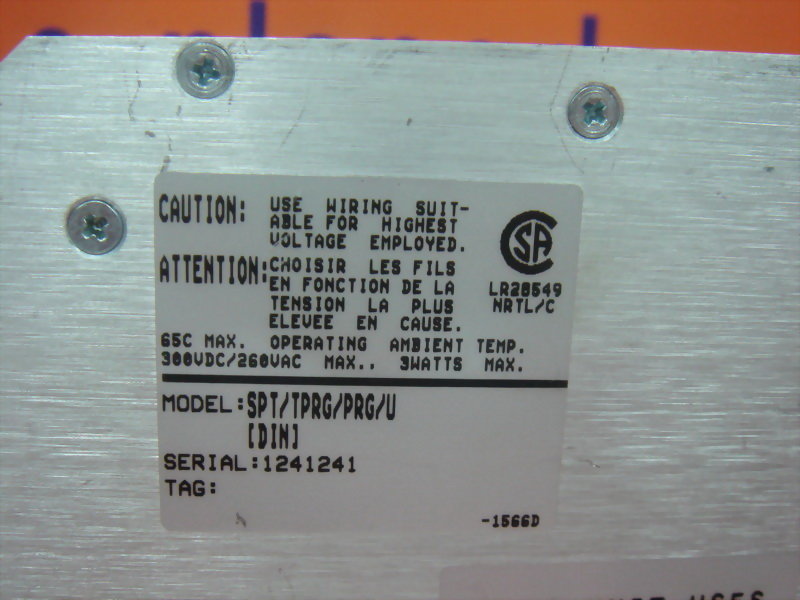 CAUTION: USE WIRING SUIT-
ABLE FOR HIGHEST
VOLTAGE EMPLOYED.
ATTENTION: CHOISIR LES FILS
EN FONCTION DE LA
TENSION LA PLUS
ELEVEE EN CAUSE.
SA
LR28549
NRTL/C
65C MAX. OPERATING AMBIENT TEMP.
300VDC/260VAC MAX., 3WATTS MAX.
MODEL: SPT/TPRG/PRG/U
[DIN]
SERIAL:1241241
TAG:
-1566D
USES